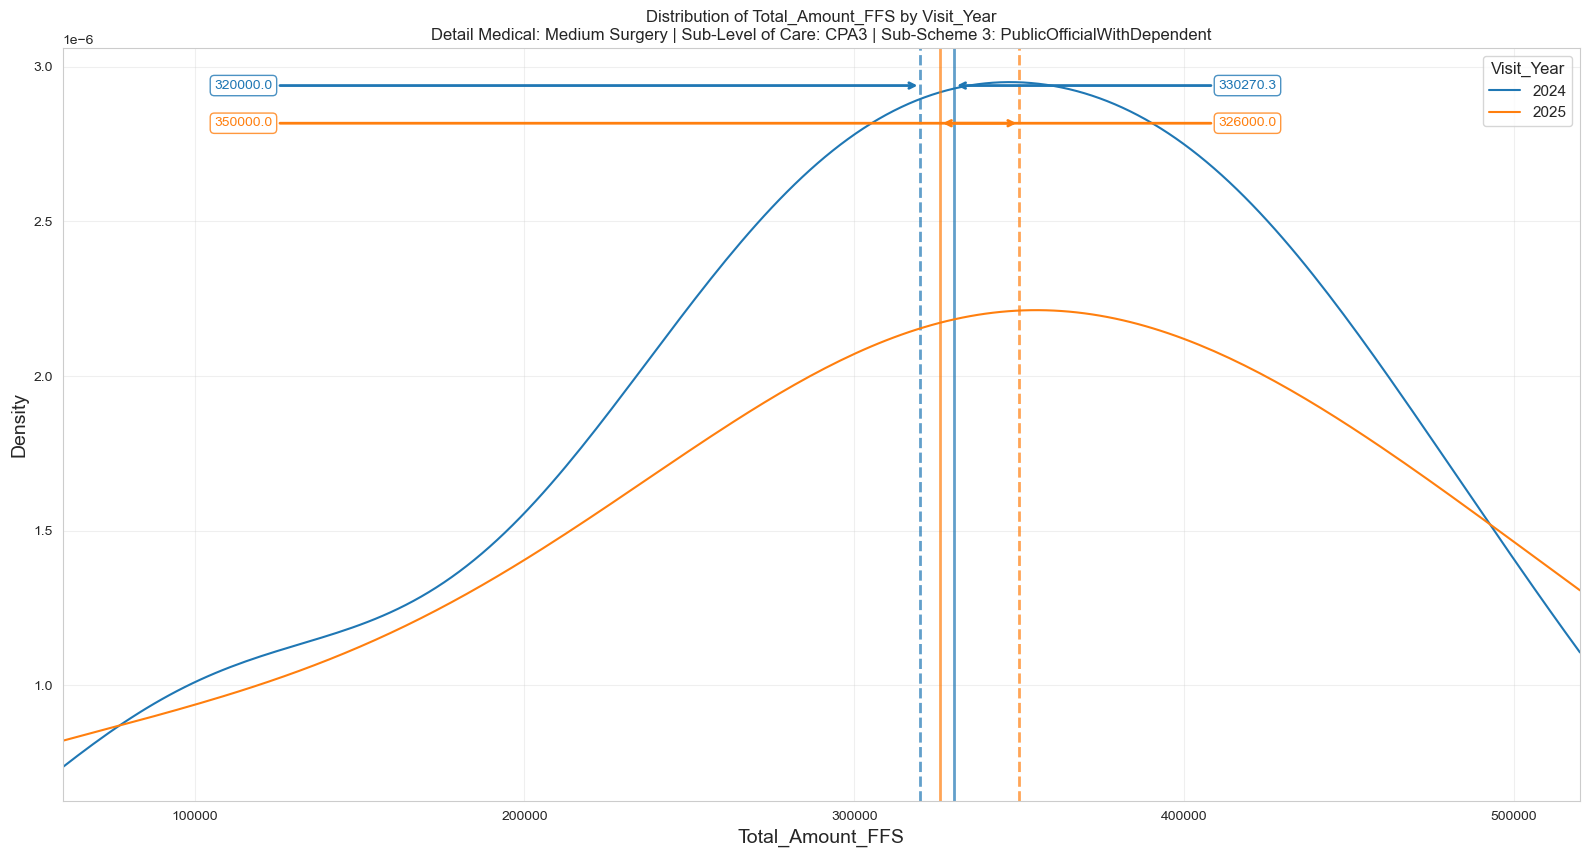 Distribution of Total_Amount_FFS by Visit_Year
Detail Medical: Medium Surgery | Sub-Level of Care: CPA3 | Sub-Scheme 3: PublicOfficialWithDependent
1e−6
3.0
2.5
2.0
1.5
1.0
Density
320000.0
330270.3
350000.0
326000.0
Visit_Year
2024
2025
100000
200000
300000
400000
500000
Total_Amount_FFS